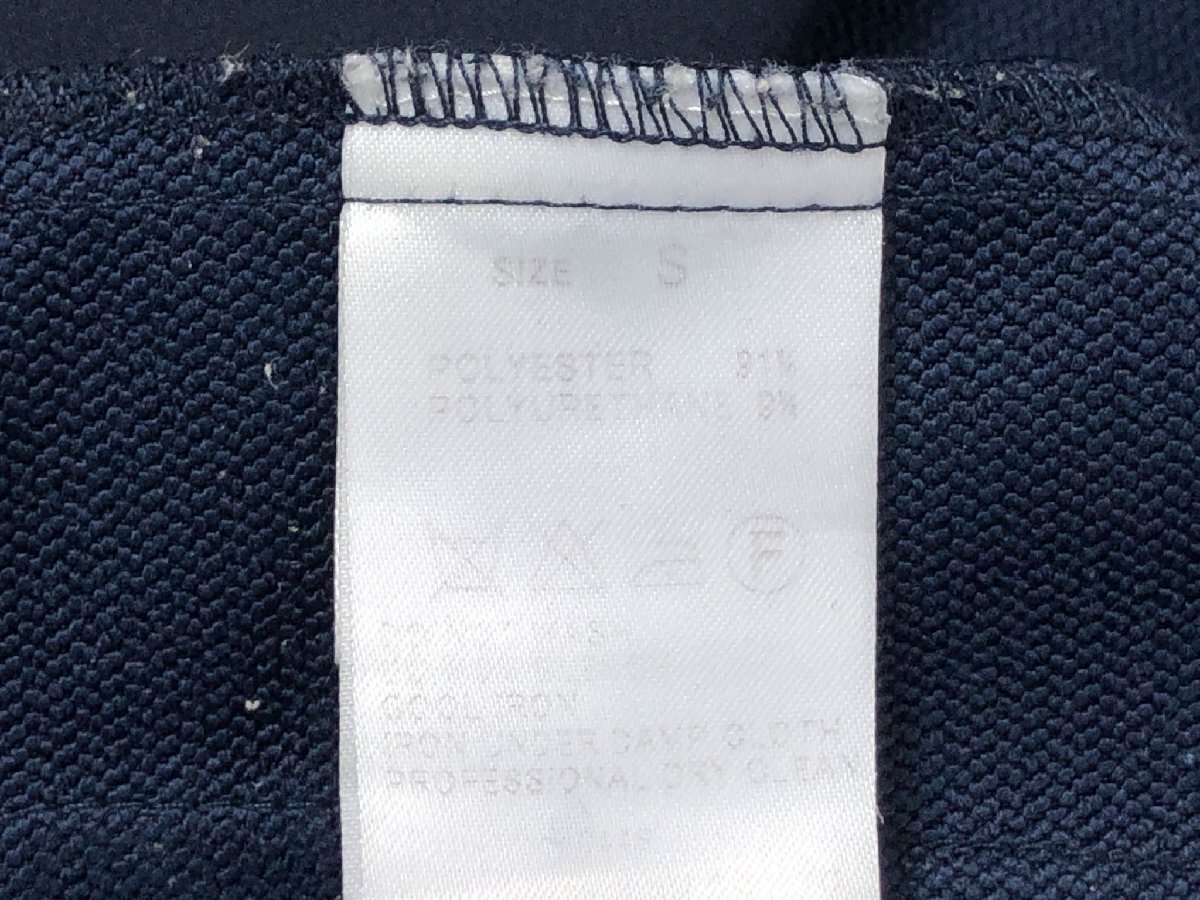 SIZE S
POLYESTER 91%
POLYURETHANE 9%
F
COOL IRON
IRON UNDER DAMP CLOTH
PROFESSIONAL DRY CLEAN